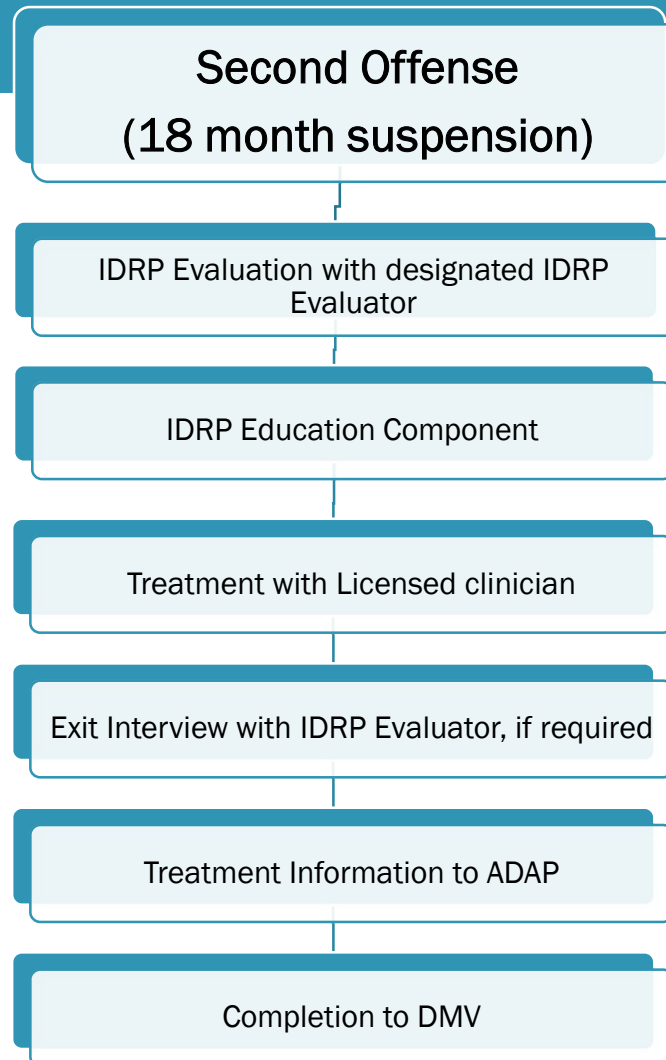 Second Offense
(18 month suspension)
IDRP Evaluation with designated IDRP
Evaluator
IDRP Education Component
Treatment with Licensed clinician
Exit Interview with IDRP Evaluator, if required
Treatment Information to ADAP
Completion to DMV